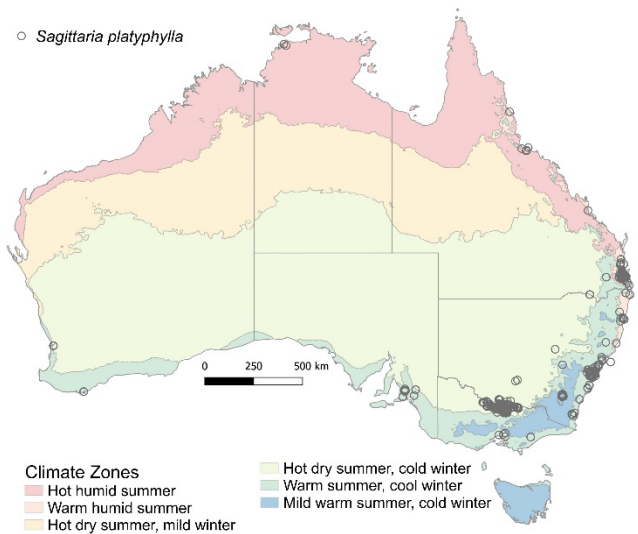 Sagittaria platyphylla
0 250 500 km
Climate Zones
Hot humid summer
Warm humid summer
Hot dry summer, mild winter
Hot dry summer, cold winter
Warm summer, cool winter
Mild warm summer, cold winter